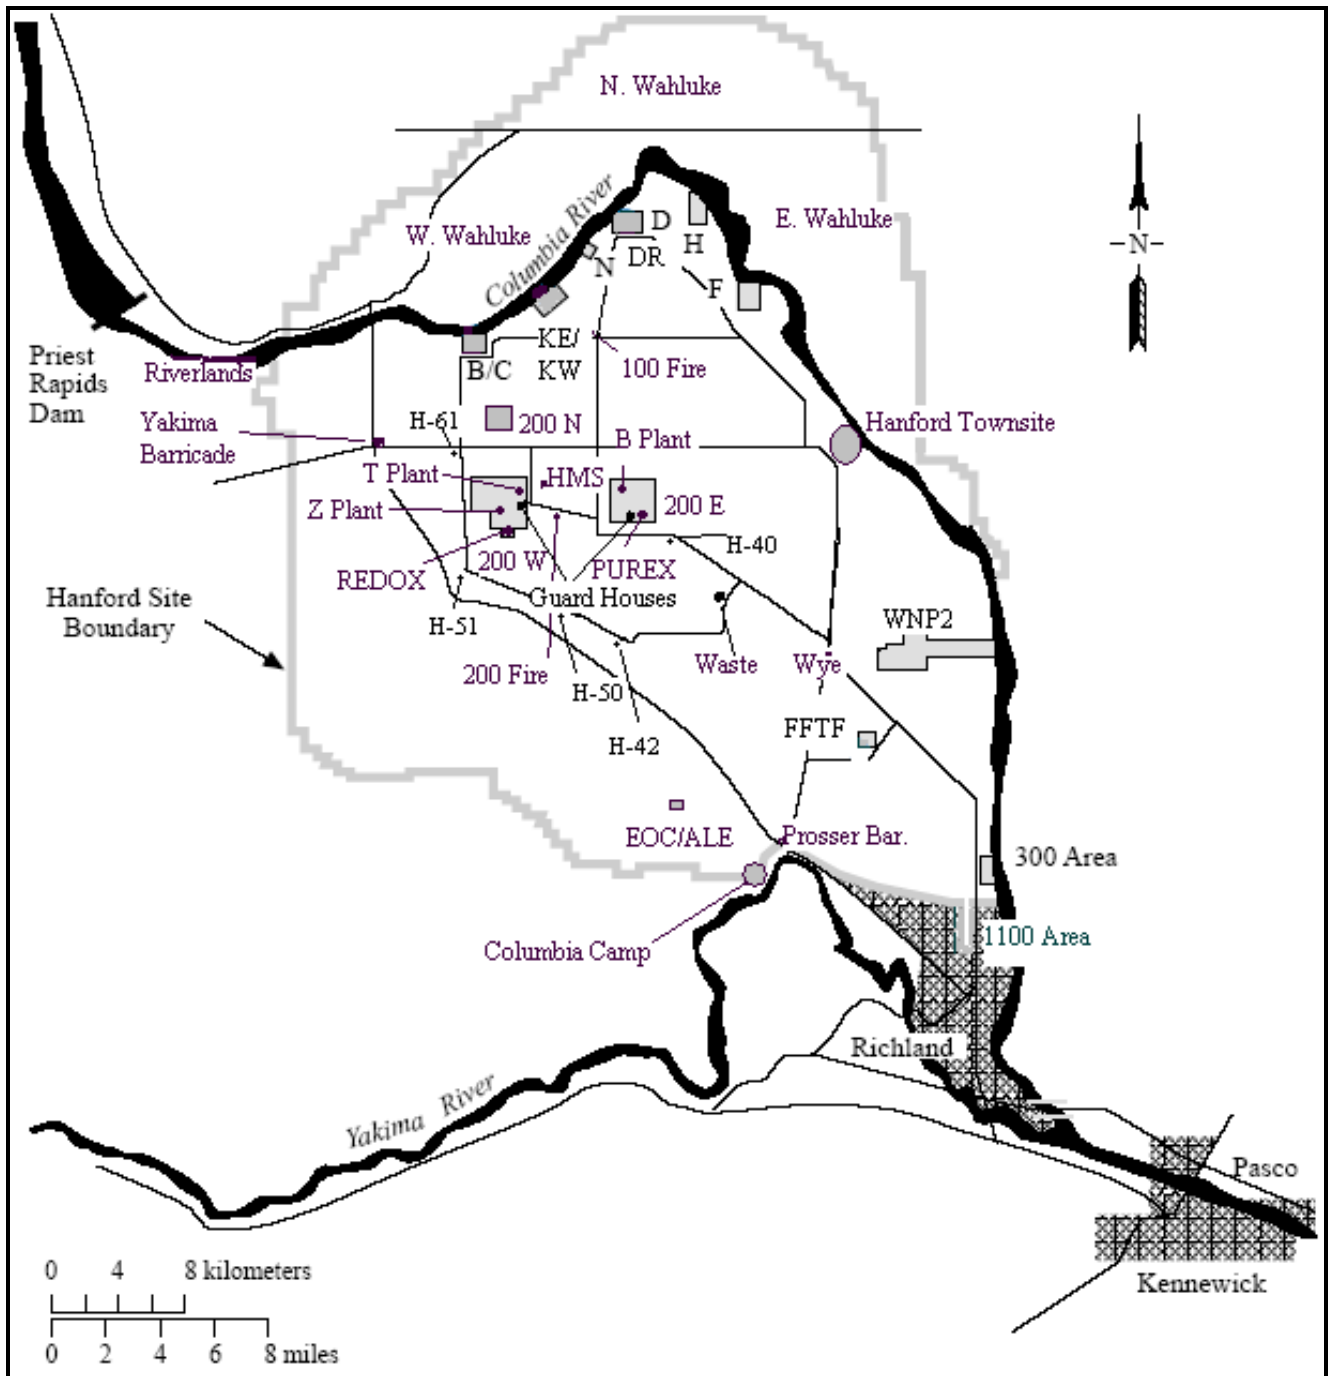 N. Wahluke
Columbia River
W. Wahluke
E. Wahluke
D
H
DR
N
F
N
KE/
KW
B/C
100 Fire
Priest
Rapids
Dam
Riverlands
Yakima
Barricade
H-61
200 N
B Plant
Hanford Townsite
T Plant
HMS
Z Plant
200 E
H-40
REDOX
200 W
PUREX
Guard Houses
Hanford Site
Boundary
H-51
WNP2
200 Fire
H-50
Waste
Wye
H-42
FFTF
EOC/ALE
Prosser Bar.
300 Area
1100 Area
Columbia Camp
Richland
Yakima River
Pasco
Kennewick
0 4 8 kilometers
0 2 4 6 8 miles